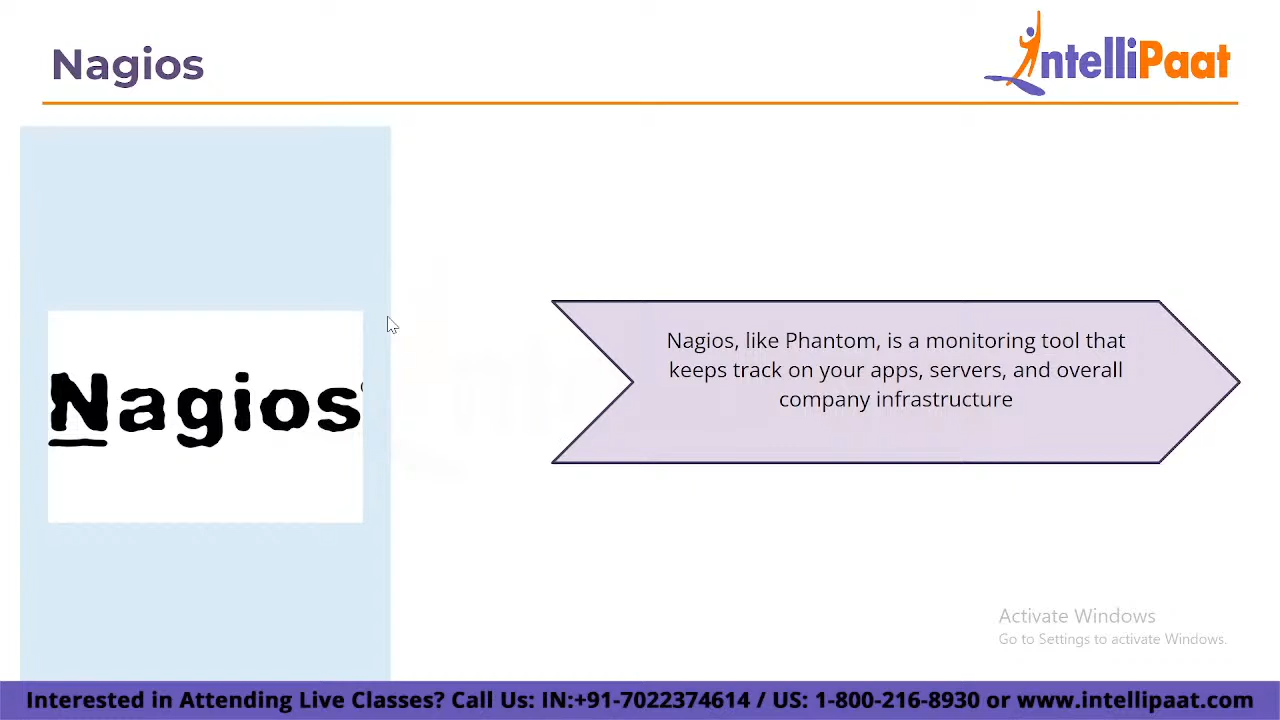 Nagios
IntelliPaat
Nagios
Nagios, like Phantom, is a monitoring tool that
keeps track on your apps, servers, and overall
company infrastructure
Activate Windows
Go to Settings to activate Windows.
Interested in Attending Live Classes? Call Us: IN:+91-7022374614 / US: 1-800-216-8930 or www.intellipaat.com